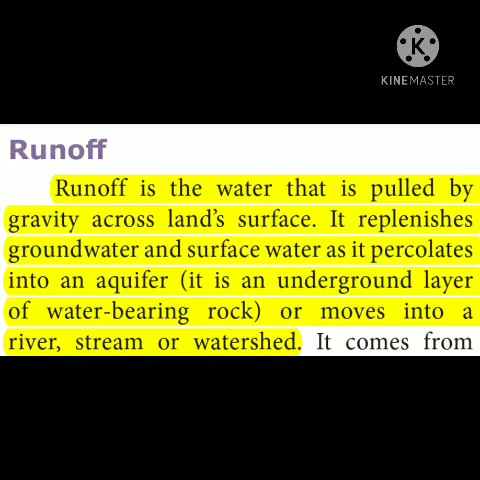 K
KINEMASTER
Runoff
Runoff is the water that is pulled by
gravity across land's surface. It replenishes
groundwater and surface water as it percolates
into an aquifer (it is an underground layer
of water-bearing rock) or moves into a
river, stream or watershed. It comes from